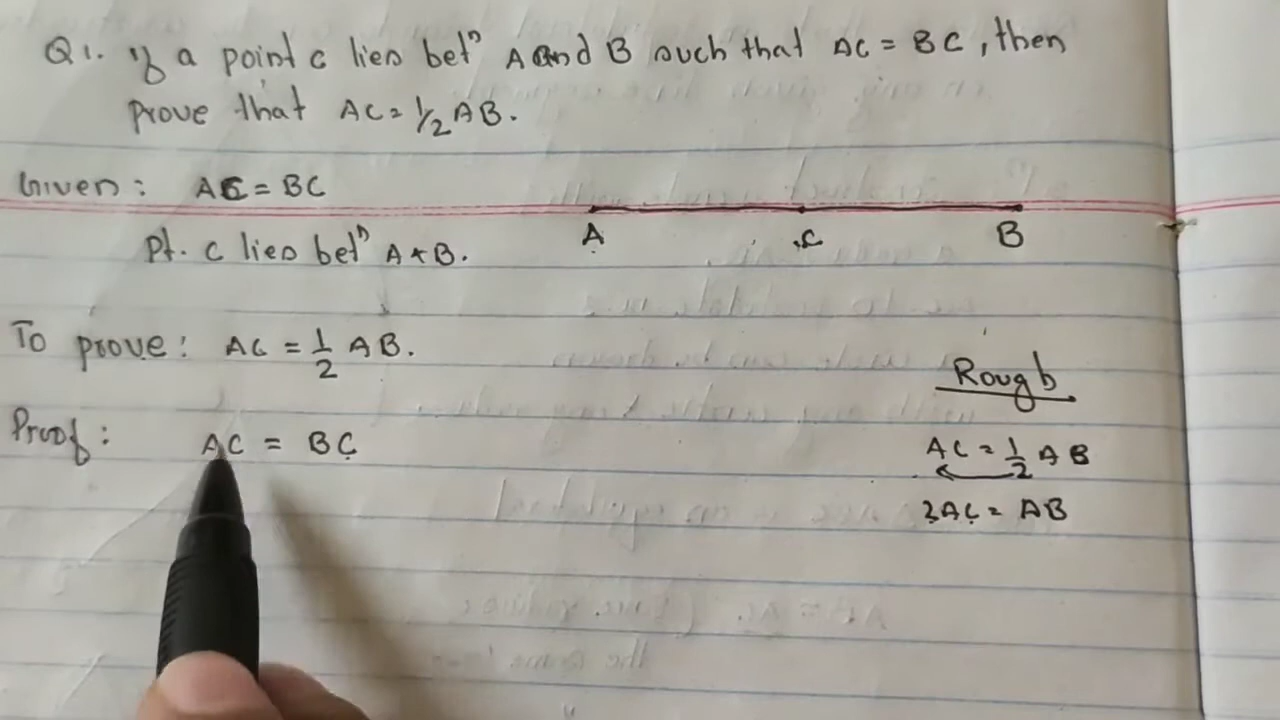 Q1. If a point C lies betⁿ A and B such that AC = BC, then
prove that AC = 1/2 AB.
Given: AC = BC
Pt. C lies betⁿ A & B.
A C B
To prove: AC = 1/2 AB.
Proof: AC = BC
Rough
AC = 1/2 AB
2AC = AB